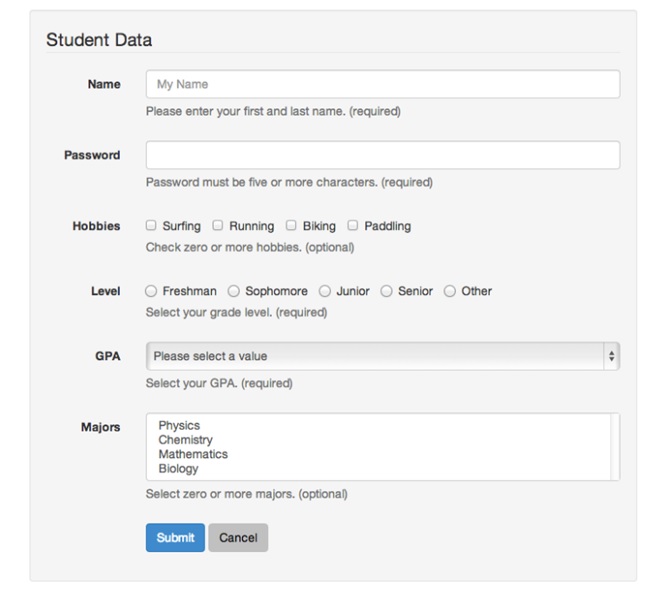 Student Data
Name My Name
Please enter your first and last name. (required)
Password
Password must be five or more characters. (required)
Hobbies Surfing Running Biking Paddling
Check zero or more hobbies. (optional)
Level Freshman Sophomore Junior Senior Other
Select your grade level. (required)
GPA Please select a value
Select your GPA. (required)
Majors Physics
Chemistry
Mathematics
Biology
Select zero or more majors. (optional)
Submit Cancel